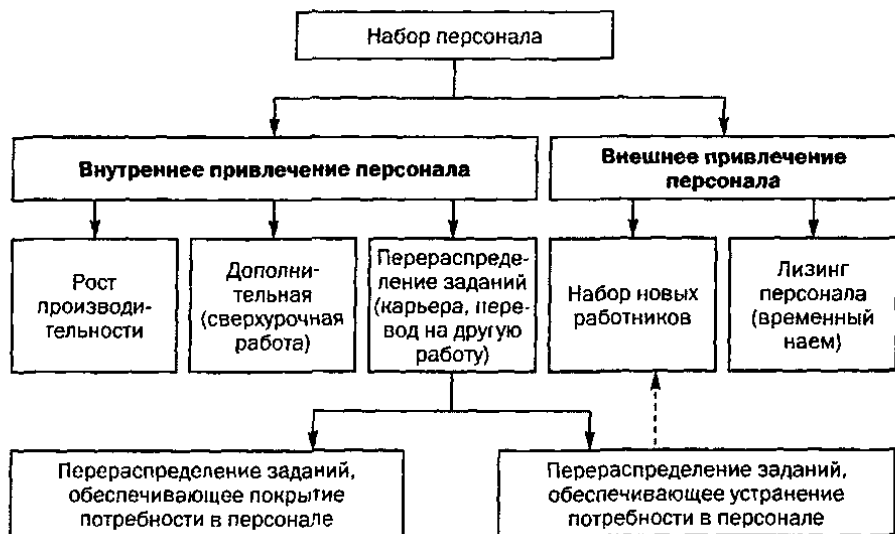 Набор персонала
Внутреннее привлечение персонала
Внешнее привлечение
персонала
Рост
производи-
тельности
Дополни-
тельная
(сверхурочная
работа)
Перераспреде-
ление заданий
(карьера, пере-
вод на другую
работу)
Набор новых
работников
Лизинг
персонала
(временный
наем)
Перераспределение заданий,
обеспечивающее покрытие
потребности в персонале
Перераспределение заданий,
обеспечивающее устранение
потребности в персонале